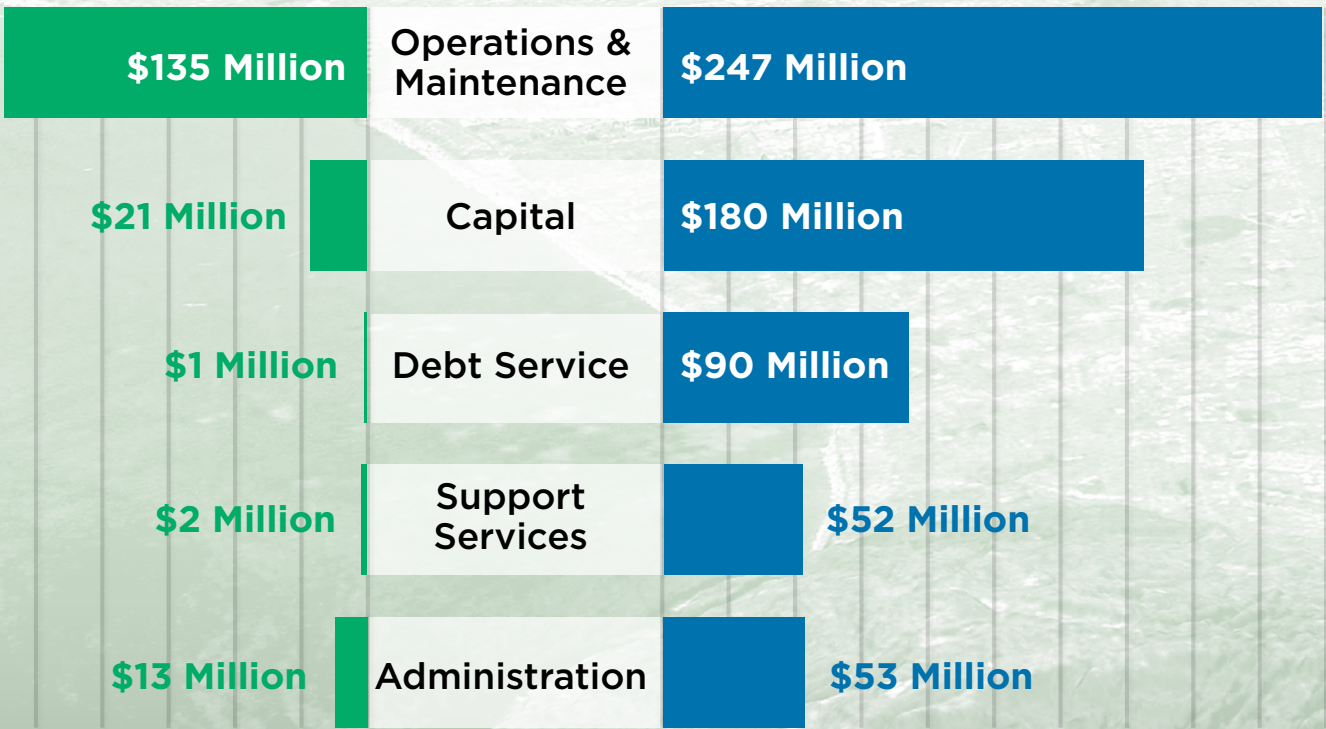 $135 Million
Operations &
Maintenance
$247 Million
$21 Million
Capital
$180 Million
$1 Million
Debt Service
$90 Million
$2 Million
Support
Services
$52 Million
$13 Million
Administration
$53 Million